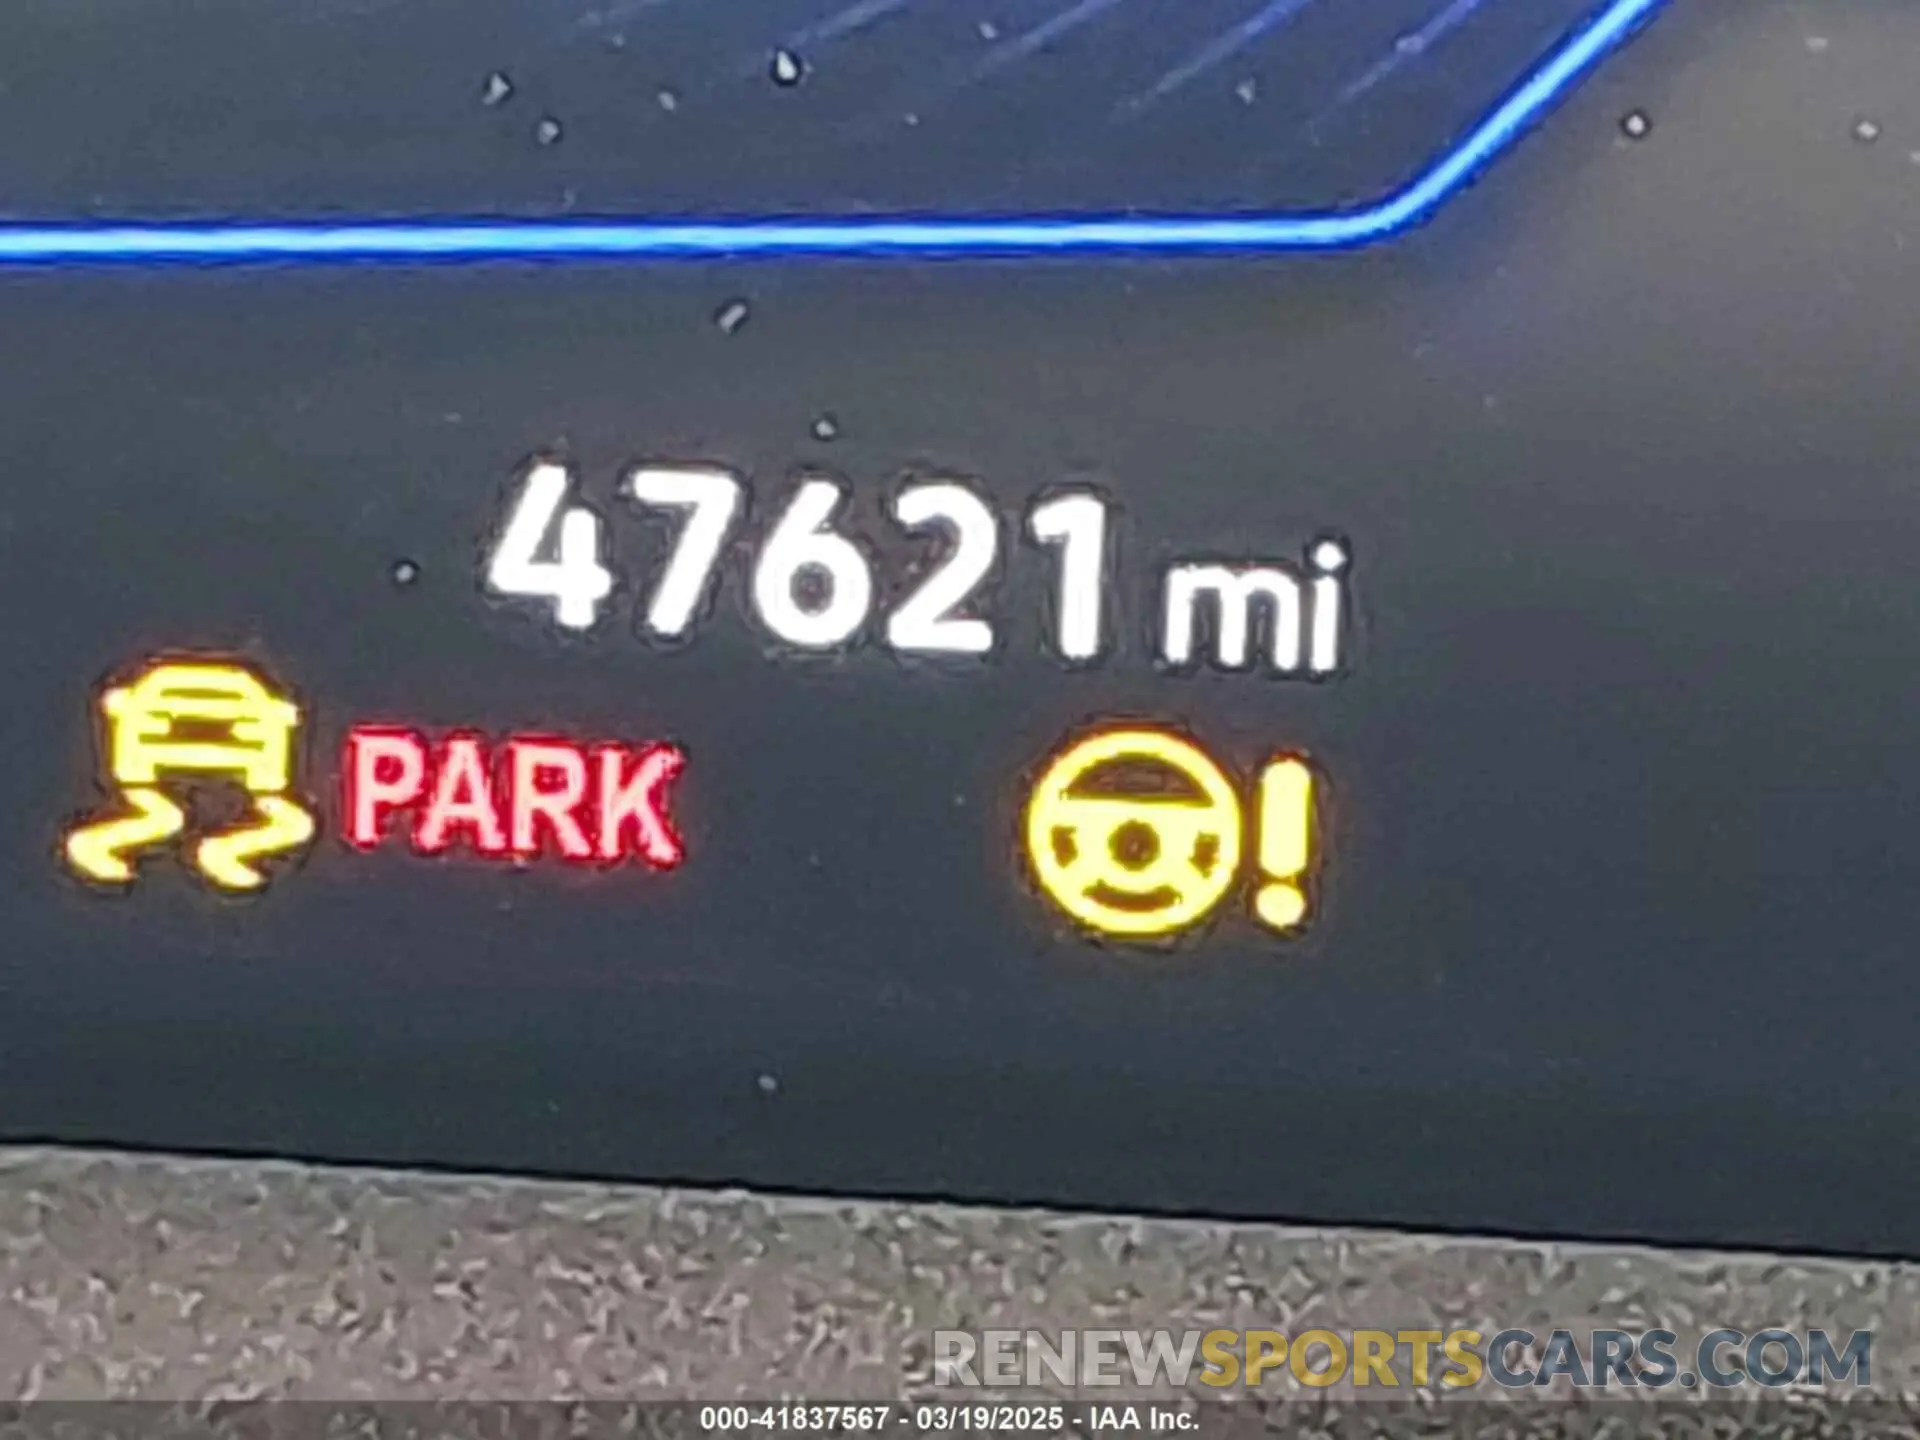 47621 mi
PARK
RENEWSPORTSCARS.COM
000-41837567 - 03/19/2025 - IAA Inc.